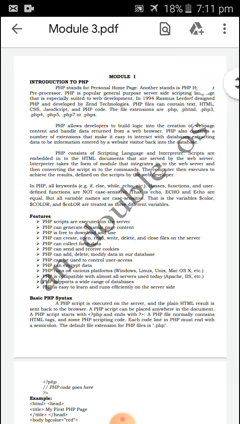 18% 7:11 pm
Module 3.pdf
MODULE I
INTRODUCTION TO PHP
PHP stands for Personal Home Page. Another stands
Pre-processor. PHP is popular general purpose server side scripting
that is especially suited to web development. In 1994 Rasmus Lerdorf designed
PHP and developed by Zend Technologies. PHP files can contain text, HTML,
CSS, JavaScript, and PHP code. The file extensions are php, phtml, php3,
php4, php5, php7 or
PHP allows developers to build logic into the creation of
content and handle data returned from a web browser. PHP also
number of extensions that make it easy to interact with databases,
data to be information entered by a website visitor back into the
PHP consists of Scripting Language and Interpreter. Scripts are
embedded in to the HTML documents that are served by the web server.
Interpreter takes the form of module that integrates in to the web server and
then converting the script in to the commands. The computer then executes to
achieve the results, defined on the scripts by the web developer.
In PHP, all keywords (e.g. if, else, while, echo, etc.), classes, functions, and user-
defined functions are NOT case-sensitive. That is ECHO and Echo are
equal. But all variable names are case-sensitive. That is the variables $color,
$COLOR, and $coLOR are treated as different variables.
Features
PHP scripts are executed on the server
PHP can generate dynamic page content
PHP is free to download and use
PHP can create, open, read, write, delete, and close files on the server
PHP can collect form
PHP can send and receive cookies
PHP can add, delete, modify data in our database
PHP can be used to control user-access
PHP can encrypt data
PHP runs on various platforms (Windows, Linux, Unix, Mac OS X, etc.)
PHP is compatible with almost all servers used today (Apache, IIS, etc.)
PHP supports a wide range of databases
PHP is easy to learn and runs efficiently on the server side
Basic PHP Syntax
A PHP script is executed on the server, and the plain HTML result is
sent back to the browser. A PHP script can be placed anywhere in the document.
A PHP script starts with <?php and ends with ?>: A PHP file normally contains
HTML tags, and some PHP scripting code. Each code line in PHP must end with
a semicolon. The default file extension for PHP files is '.php'.
<?php
// PHP code goes here
?>
Example:
<html> <head>
<title> My First PHP Page
</title> </head>
<body bgcolor="red">